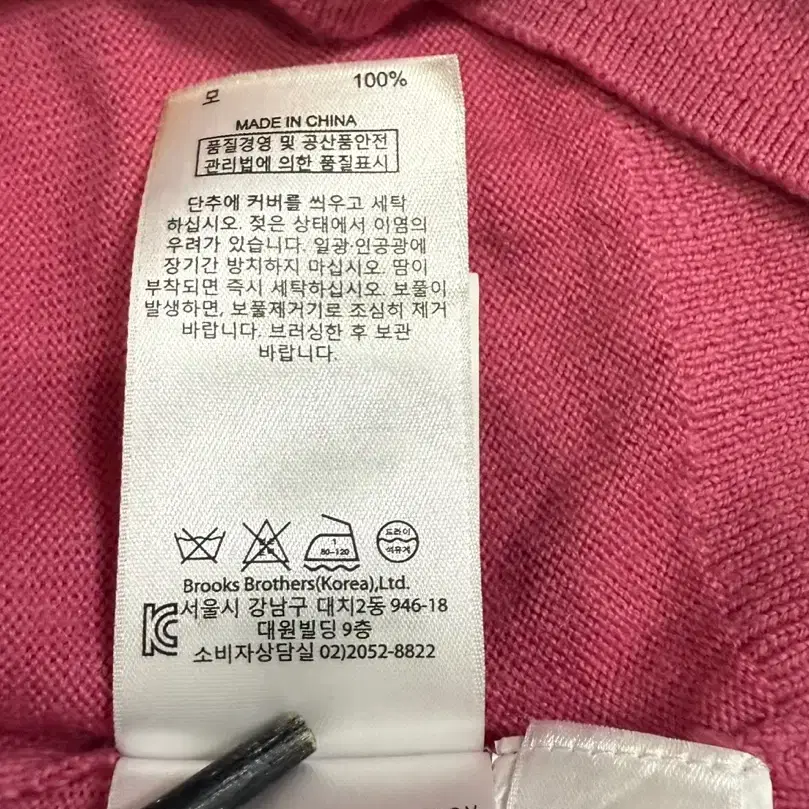 모 100%
MADE IN CHINA
품질경영 및 공산품안전
관리법에 의한 품질표시
단추에 커버를 씌우고 세탁
하십시오. 젖은 상태에서 이염의
우려가 있습니다. 일광·인공광에
장기간 방치하지 마십시오. 땀이
부착되면 즉시 세탁하십시오. 보풀이
발생하면, 보풀제거기로 조심히 제거
바랍니다. 브러싱한 후 보관
바랍니다.
1
80-120
드라이
석유계
Brooks Brothers(Korea),Ltd.
서울시 강남구 대치2동 946-18
대원빌딩 9층
소비자상담실 02)2052-8822